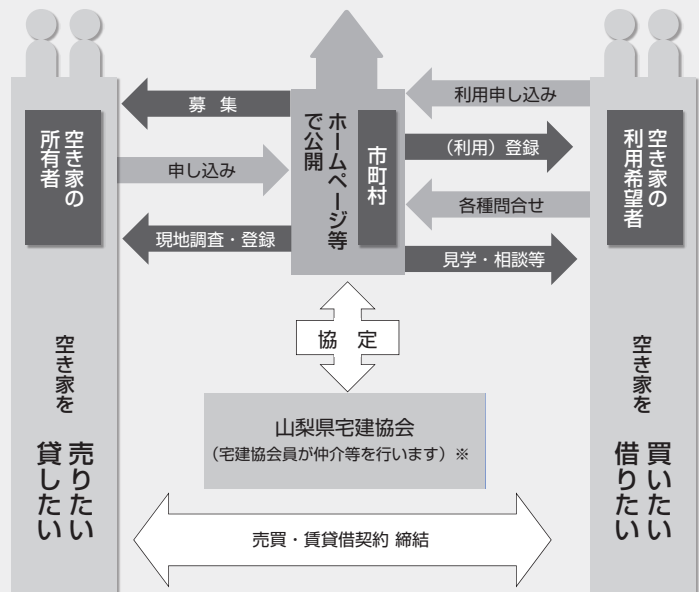 空き家の
所有者
空き家を
売りたい
貸したい
募 集
申し込み
現地調査・登録
ホームページ等
で公開
市町村
利用申し込み
(利用)登録
各種問合せ
見学・相談等
空き家の
利用希望者
空き家を
買いたい
借りたい
協 定
山梨県宅建協会
(宅建協会員が仲介等を行います)※
売買・賃貸借契約 締結